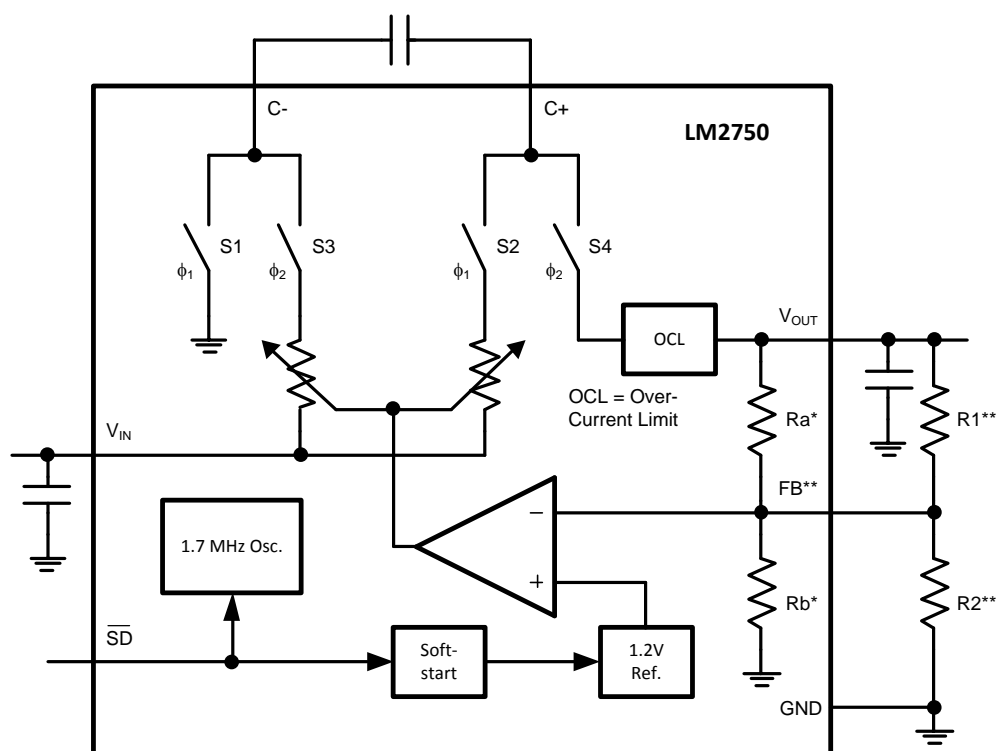 C-
C+
LM2750
S1
S3
S2
S4
ϕ1
ϕ2
ϕ1
ϕ2
OCL
VOUT
OCL = Over-
Current Limit
Ra*
R1**
VIN
FB**
1.7 MHz Osc.
−
+
Rb*
R2**
SD
Soft-
start
1.2V
Ref.
GND